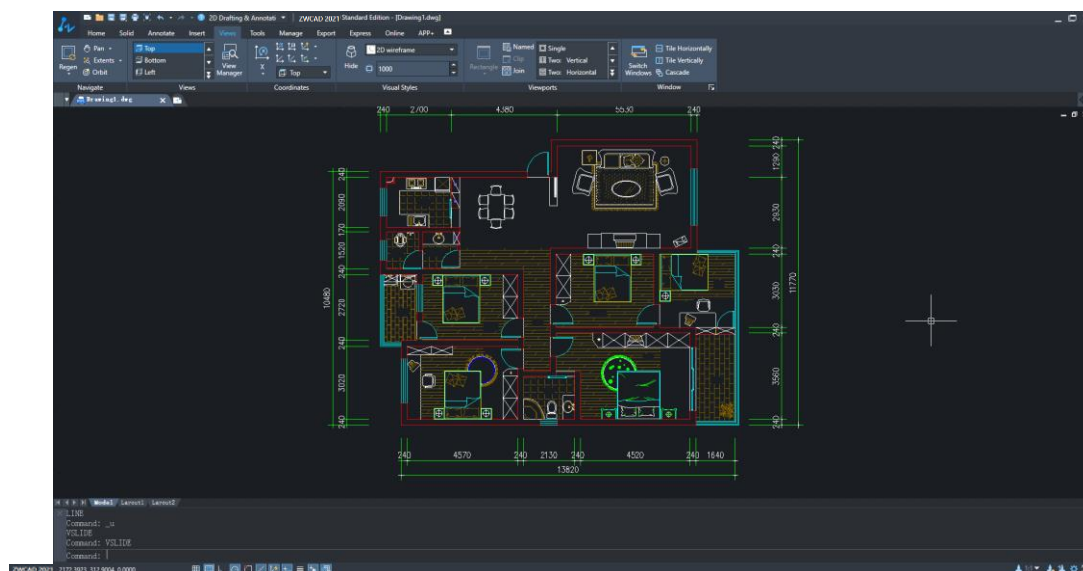 2D Drafting & Annotati ZWCAD 2021 Standard Edition - [Drawing1.dwg]
Home Solid Annotate Insert Views Tools Manage Export Express Online APP+
Pan Top 2D wireframe Named Single Tile Horizontally
Extents Bottom Clip Two: Vertical Tile Vertically
Regen Orbit Left View Manager X Top Hide 1000 Rectangle Join Two: Horizontal Switch Windows Cascade
Navigate Views Coordinates Visual Styles Viewports Window
Drawing1.dwg
240 2700 4380 5530 240
240
1290
2930
240
3030
240
3560
240
11770
240
2090
170
1520
240
2720
240
3020
240
10480
240 4570 240 2130 240 4520 240 1640
13820
Model Layout1 Layout2
LINE
Command: _u
VSLIDE
Command: VSLIDE
Command:
ZWCAD 2021